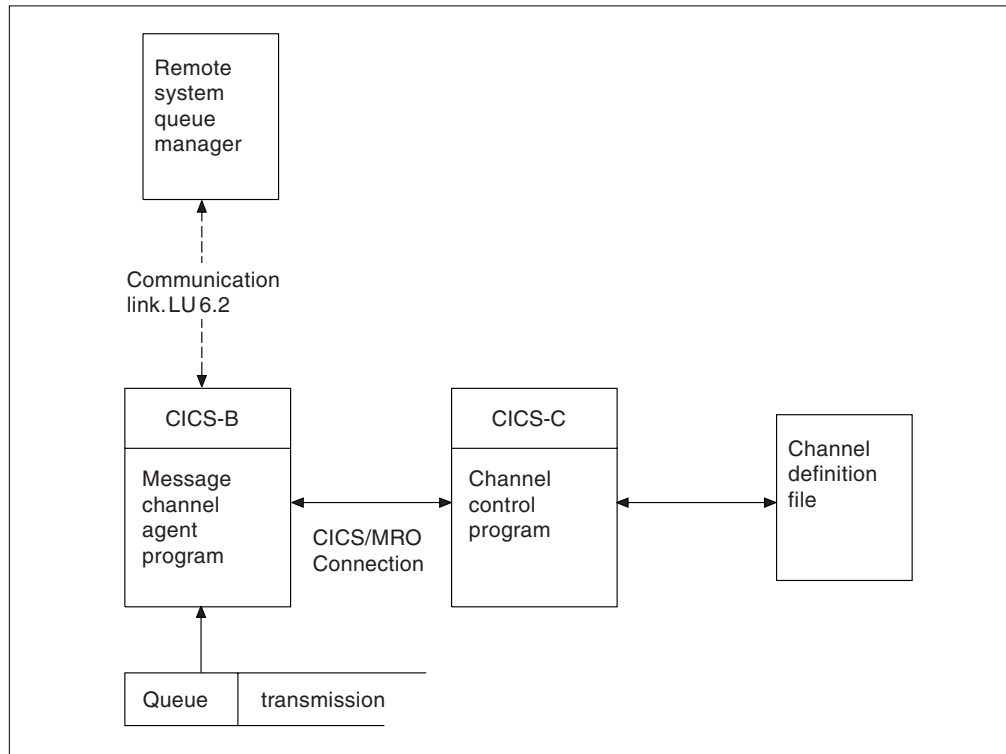 Remote
system
queue
manager
Communication
link.LU 6.2
CICS-B
Message
channel
agent
program
CICS/MRO
Connection
CICS-C
Channel
control
program
Channel
definition
file
Queue
transmission